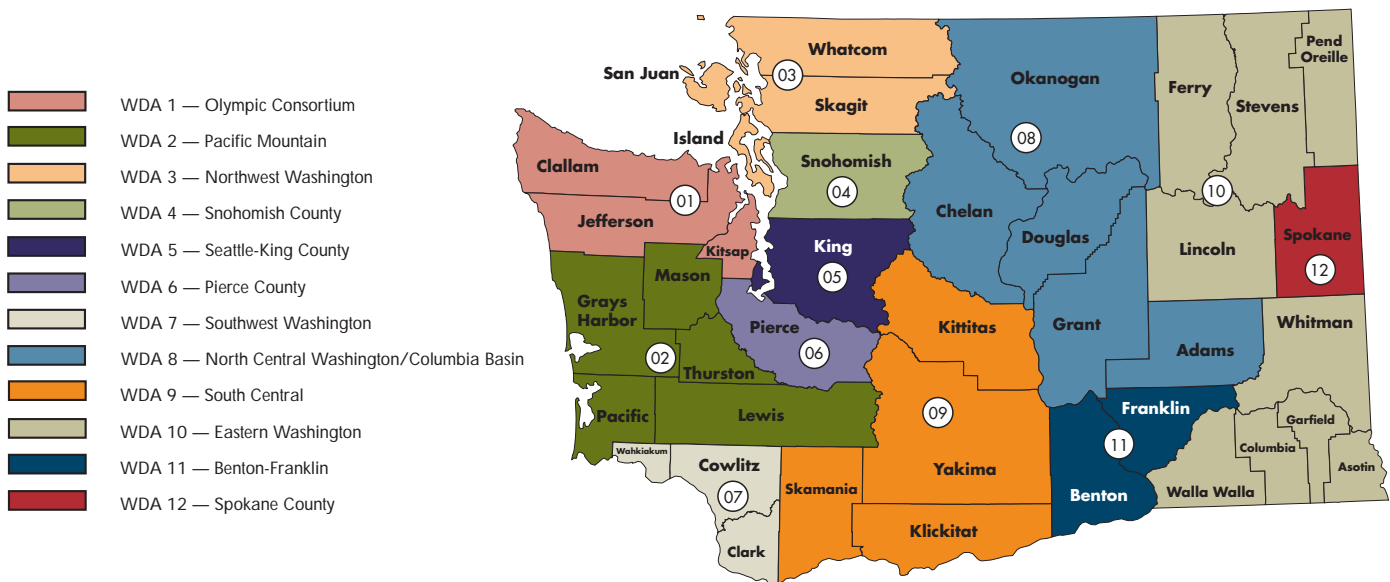 WDA 1 — Olympic Consortium
WDA 2 — Pacific Mountain
WDA 3 — Northwest Washington
WDA 4 — Snohomish County
WDA 5 — Seattle-King County
WDA 6 — Pierce County
WDA 7 — Southwest Washington
WDA 8 — North Central Washington/Columbia Basin
WDA 9 — South Central
WDA 10 — Eastern Washington
WDA 11 — Benton-Franklin
WDA 12 — Spokane County
Whatcom
San Juan
03
Skagit
Island
Okanogan
08
Ferry
Stevens
Pend
Oreille
Clallam
01
Jefferson
Kitsap
Snohomish
04
Chelan
Douglas
10
Lincoln
Spokane
12
Mason
Grays
Harbor
King
05
Kittitas
Grant
Adams
Whitman
Pierce
06
02
Thurston
Pacific
Lewis
09
Yakima
Franklin
11
Benton
Garfield
Columbia
Asotin
Walla Walla
Wahkiakum
Cowlitz
07
Clark
Skamania
Klickitat